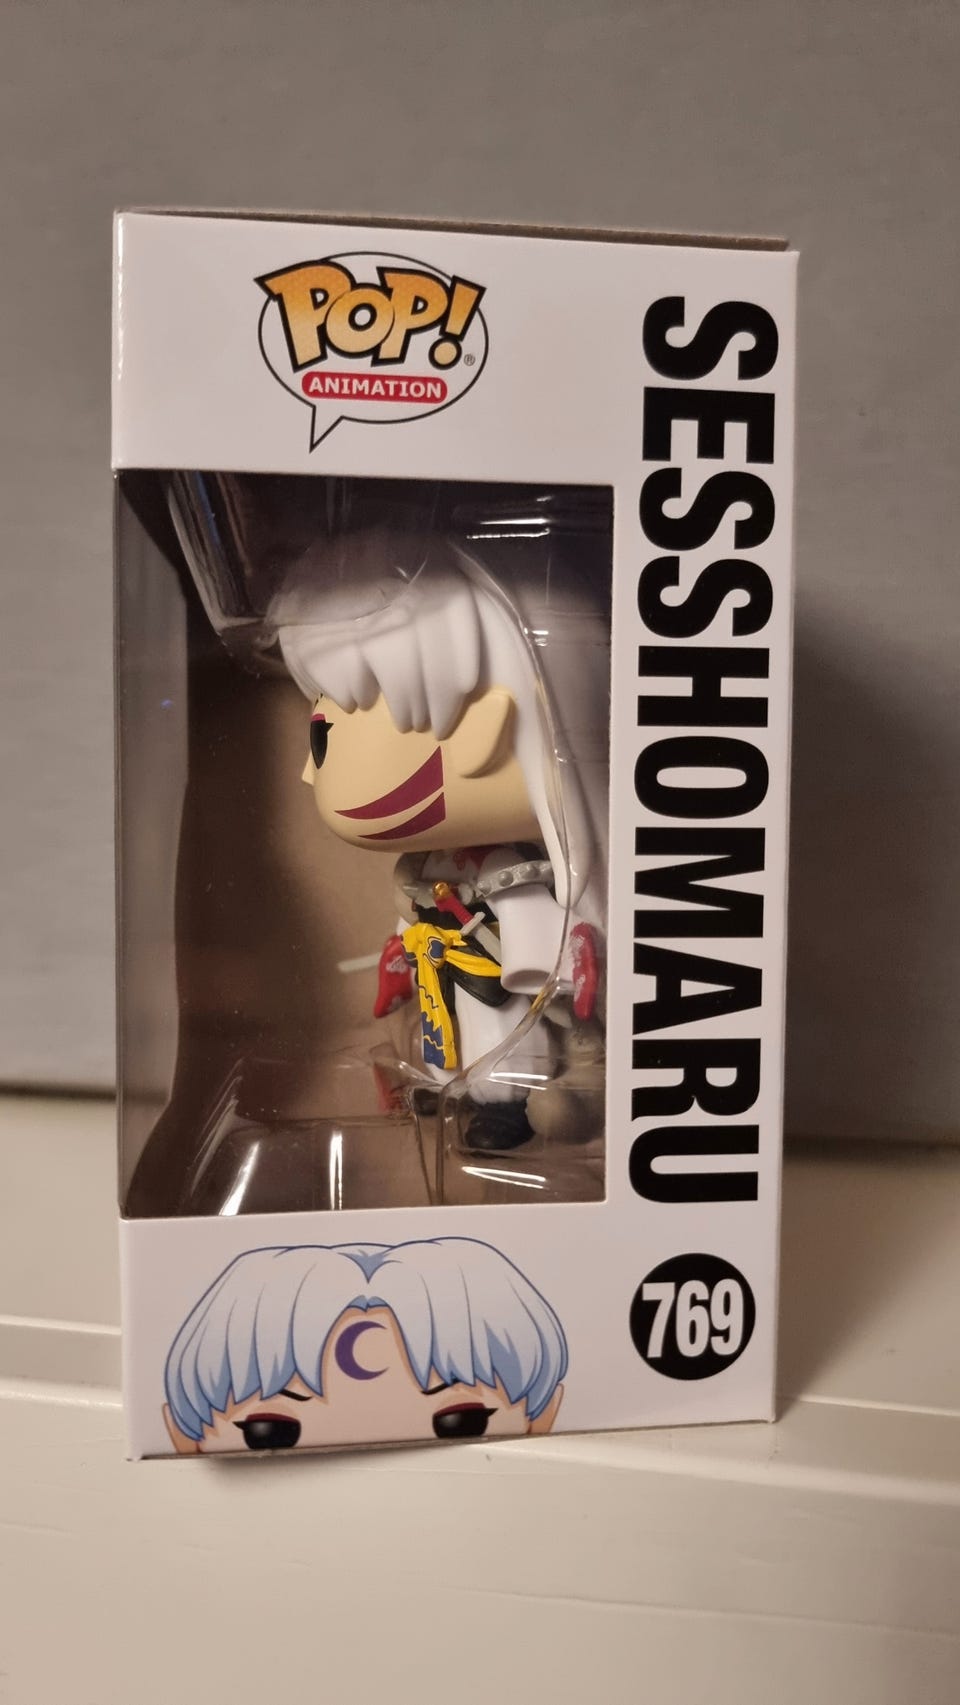 POP!
®
ANIMATION
SESSHOMARU
769